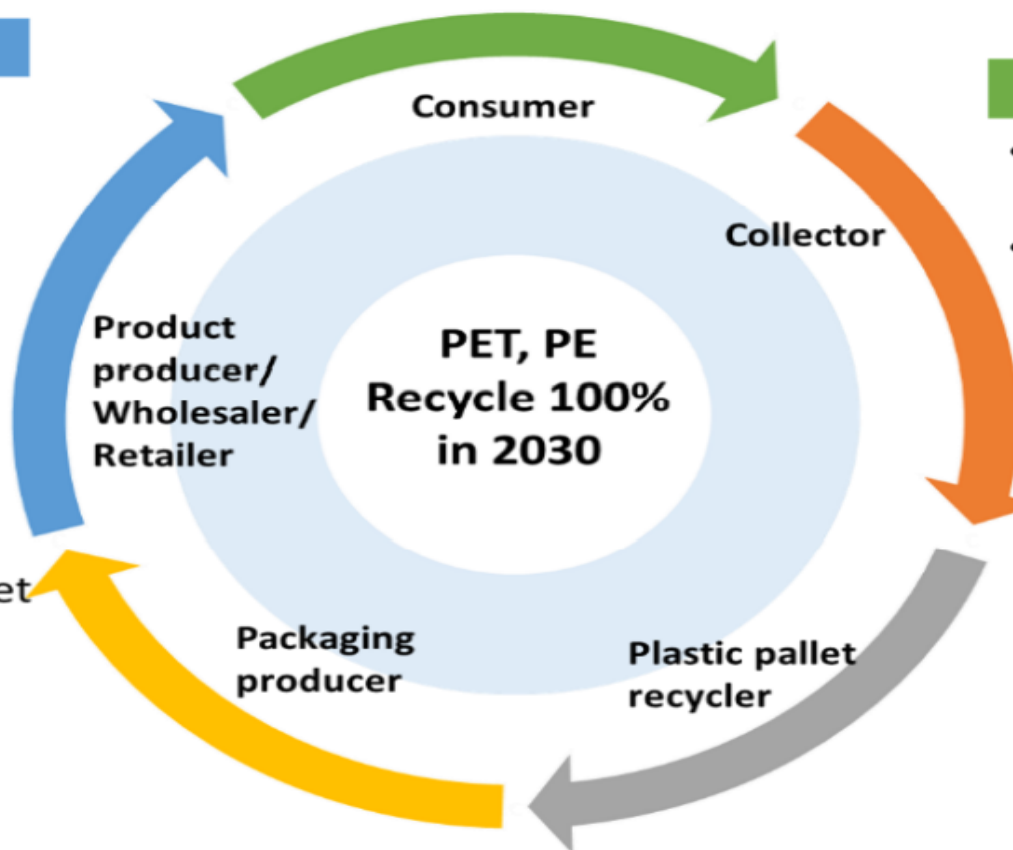 Consumer
Collector
Product
producer/
Wholesaler/
Retailer
PET, PE
Recycle 100%
in 2030
et
Packaging
producer
Plastic pallet
recycler